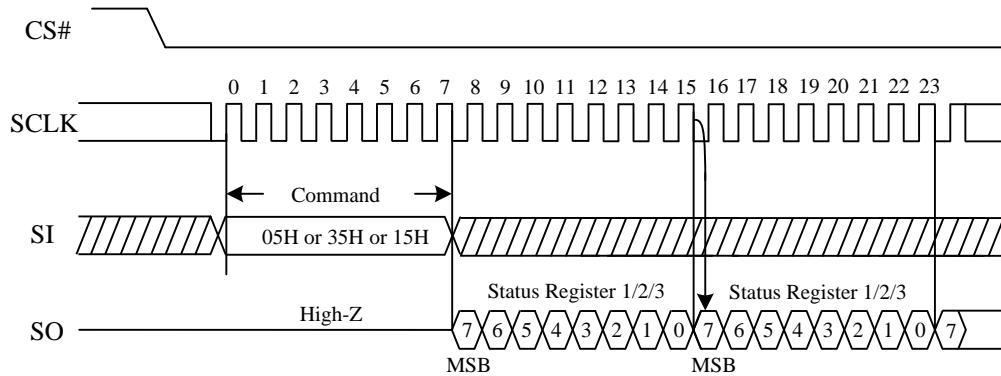 CS#
0 1 2 3 4 5 6 7 8 9 10 11 12 13 14 15 16 17 18 19 20 21 22 23
SCLK
Command
SI
05H or 35H or 15H
Status Register 1/2/3 Status Register 1/2/3
High-Z
SO
7 6 5 4 3 2 1 0 7 6 5 4 3 2 1 0 7
MSB MSB